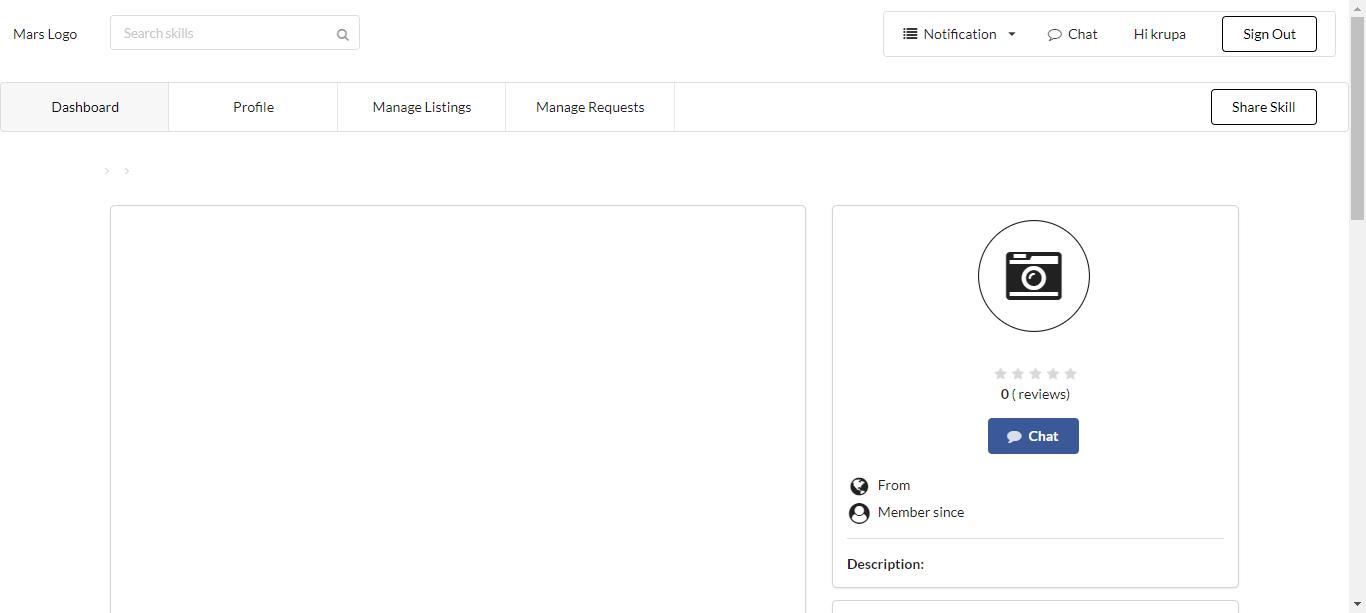 Mars Logo
Search skills
Notification
Chat
Hi krupa
Sign Out
Dashboard
Profile
Manage Listings
Manage Requests
Share Skill
0 ( reviews)
Chat
From
Member since
Description: